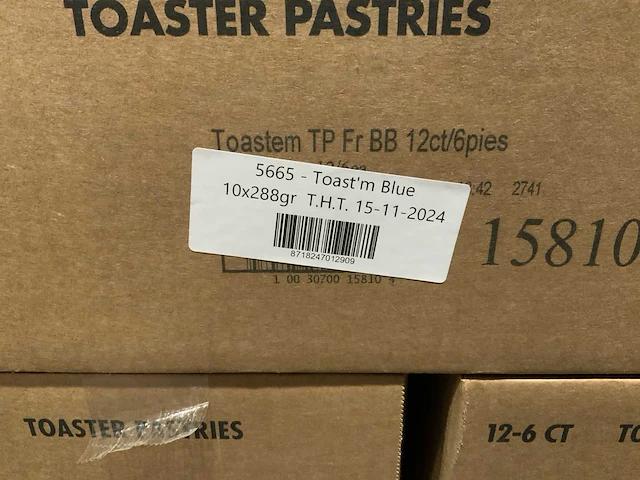 TOASTER PASTRIES
Toastem TP Fr BB 12ct/6pies
5665 - Toast'm Blue
:42 2741
10x288gr T.H.T. 15-11-2024
15810
8718247012909
1 00 30700 15810 4
TOASTER PASTRIES
12-6 CT